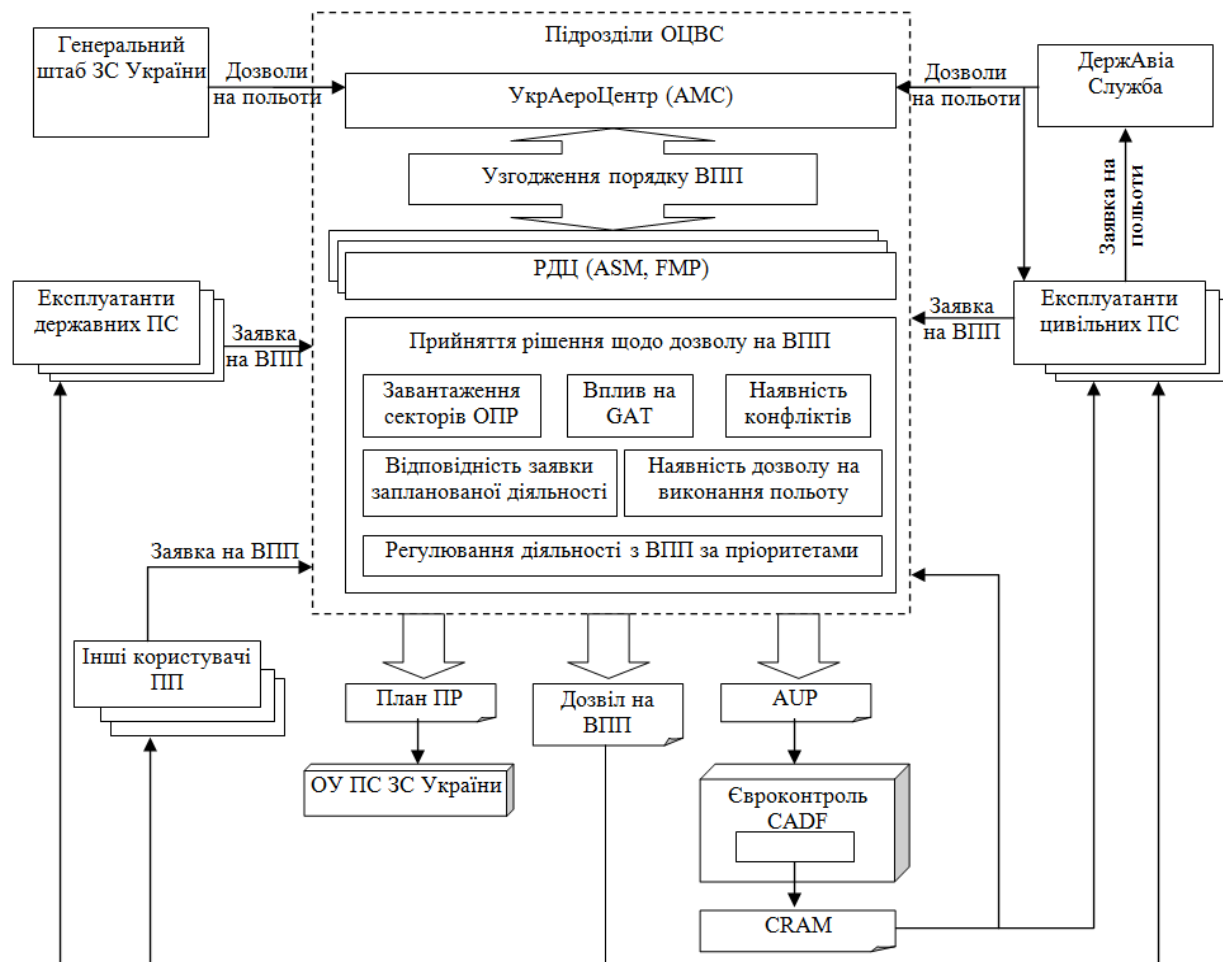 Підрозділи ОЦВС
Генеральний
штаб ЗС України
Дозволи
на польоти
УкрАероЦентр (АМС)
Дозволи
на польоти
ДержАвіа
Служба
Узгодження порядку ВПП
Заявка на
польоти
РДЦ (ASM, FMP)
Експлуатанти
державних ПС
Заявка
на ВПП
Заявка
на ВПП
Експлуатанти
цивільних ПС
Прийняття рішення щодо дозволу на ВПП
Завантаження
секторів ОПР
Вплив на
GAT
Наявність
конфліктів
Відповідність заявки
запланованої діяльності
Наявність дозволу на
виконання польоту
Регулювання діяльності з ВПП за пріоритетами
Заявка на ВПП
Інші користувачі
ПП
План ПР
Дозвіл на
ВПП
AUP
ОУ ПС ЗС України
Євроконтроль
CADF
CRAM